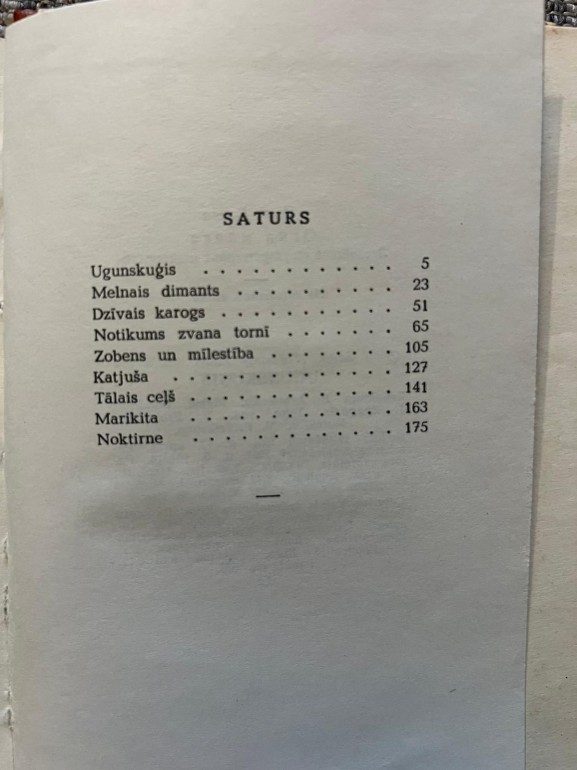 SATURS
Ugunskuģis . . . . . . . . . . . . 5
Melnais dimants . . . . . . . . . . 23
Dzīvais karogs . . . . . . . . . . . 51
Notikums zvana tornī . . . . . . . 65
Zobens un mīlestība . . . . . . . . 105
Katjuša . . . . . . . . . . . . . 127
Tālais ceļš . . . . . . . . . . . . . 141
Marikita . . . . . . . . . . . . . 163
Noktirne . . . . . . . . . . . . . 175